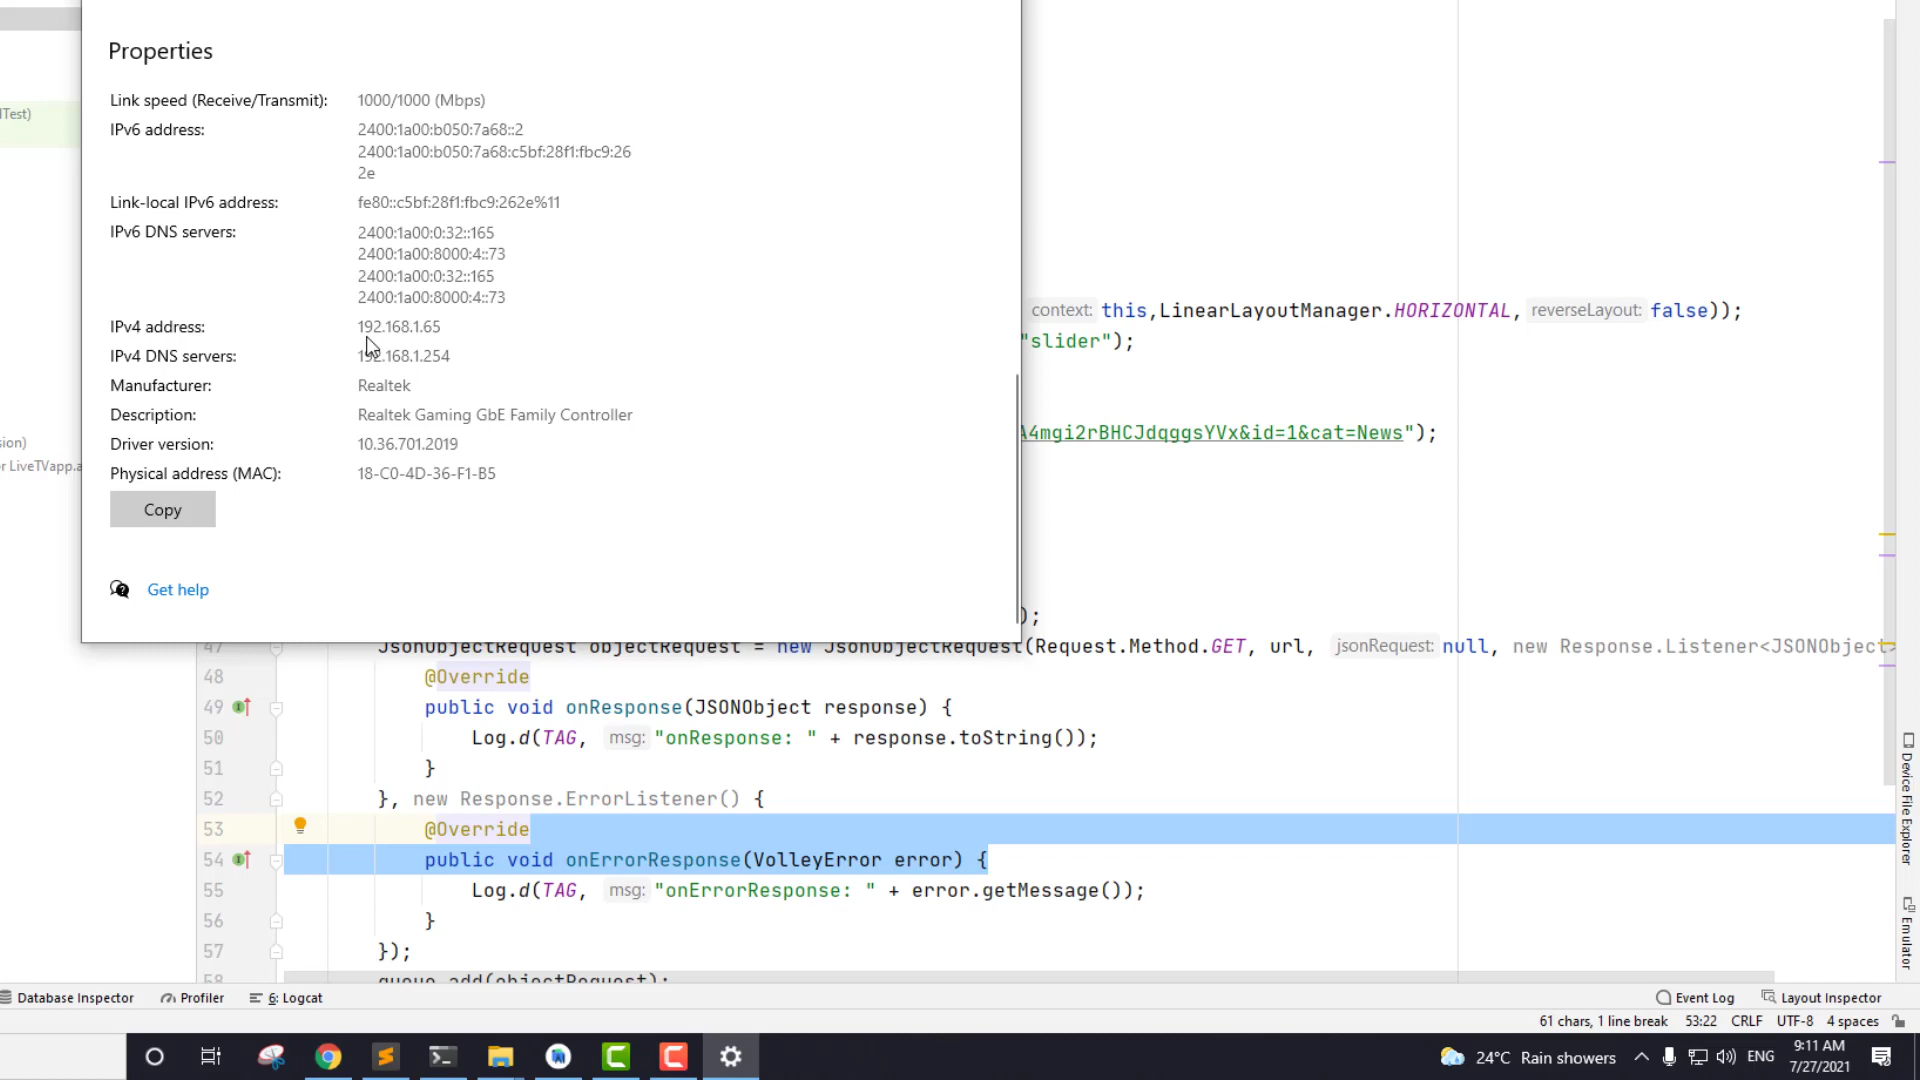 Properties
Link speed (Receive/Transmit): 1000/1000 (Mbps)
IPv6 address: 2400:1a00:b050:7a68::2
2400:1a00:b050:7a68:c5bf:28f1:fbc9:26
2e
Link-local IPv6 address: fe80::c5bf:28f1:fbc9:262e%11
IPv6 DNS servers: 2400:1a00:0:32::165
2400:1a00:8000:4::73
2400:1a00:0:32::165
2400:1a00:8000:4::73
IPv4 address: 192.168.1.65
IPv4 DNS servers: 192.168.1.254
Manufacturer: Realtek
Description: Realtek Gaming GbE Family Controller
Driver version: 10.36.701.2019
Physical address (MAC): 18-C0-4D-36-F1-B5
Copy
Get help
lTest)
sion)
r LiveTVapp.a
context: this,LinearLayoutManager.HORIZONTAL, reverseLayout: false));
"slider");
A4mgi2rBHCJdqggsYVx&id=1&cat=News");
);
47 JsonObjectRequest objectRequest = new JsonObjectRequest(Request.Method.GET, url, jsonRequest: null, new Response.Listener<JSONObject>
48 @Override
49 public void onResponse(JSONObject response) {
50 Log.d(TAG, msg: "onResponse: " + response.toString());
51 }
52 }, new Response.ErrorListener() {
53 @Override
54 public void onErrorResponse(VolleyError error) {
55 Log.d(TAG, msg: "onErrorResponse: " + error.getMessage());
56 }
57 });
58 queue.add(objectRequest);
Device File Explorer
Emulator
Database Inspector Profiler 6: Logcat Event Log Layout Inspector
61 chars, 1 line break 53:22 CRLF UTF-8 4 spaces
24°C Rain showers ENG 9:11 AM
7/27/2021